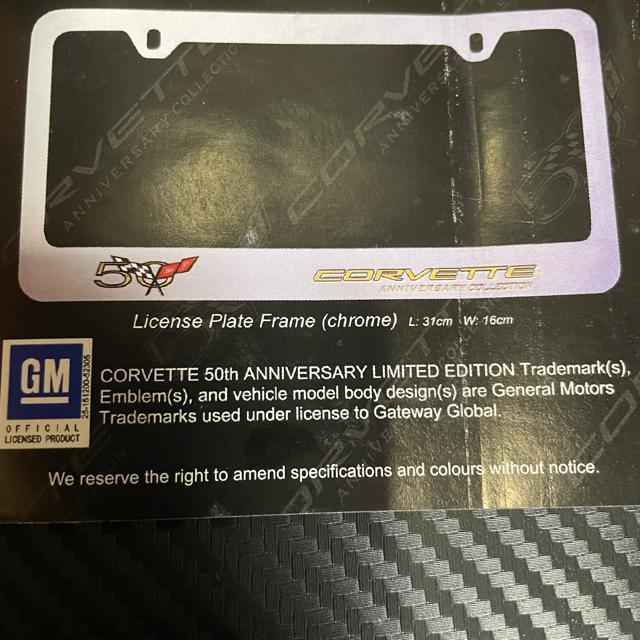 50
CORVETTE
ANNIVERSARY COLLECTION
License Plate Frame (chrome) L: 31cm W: 16cm
GM
OFFICIAL
LICENSED PRODUCT
CORVETTE 50th ANNIVERSARY LIMITED EDITION Trademark(s),
Emblem(s), and vehicle model body design(s) are General Motors
Trademarks used under license to Gateway Global.
We reserve the right to amend specifications and colours without notice.